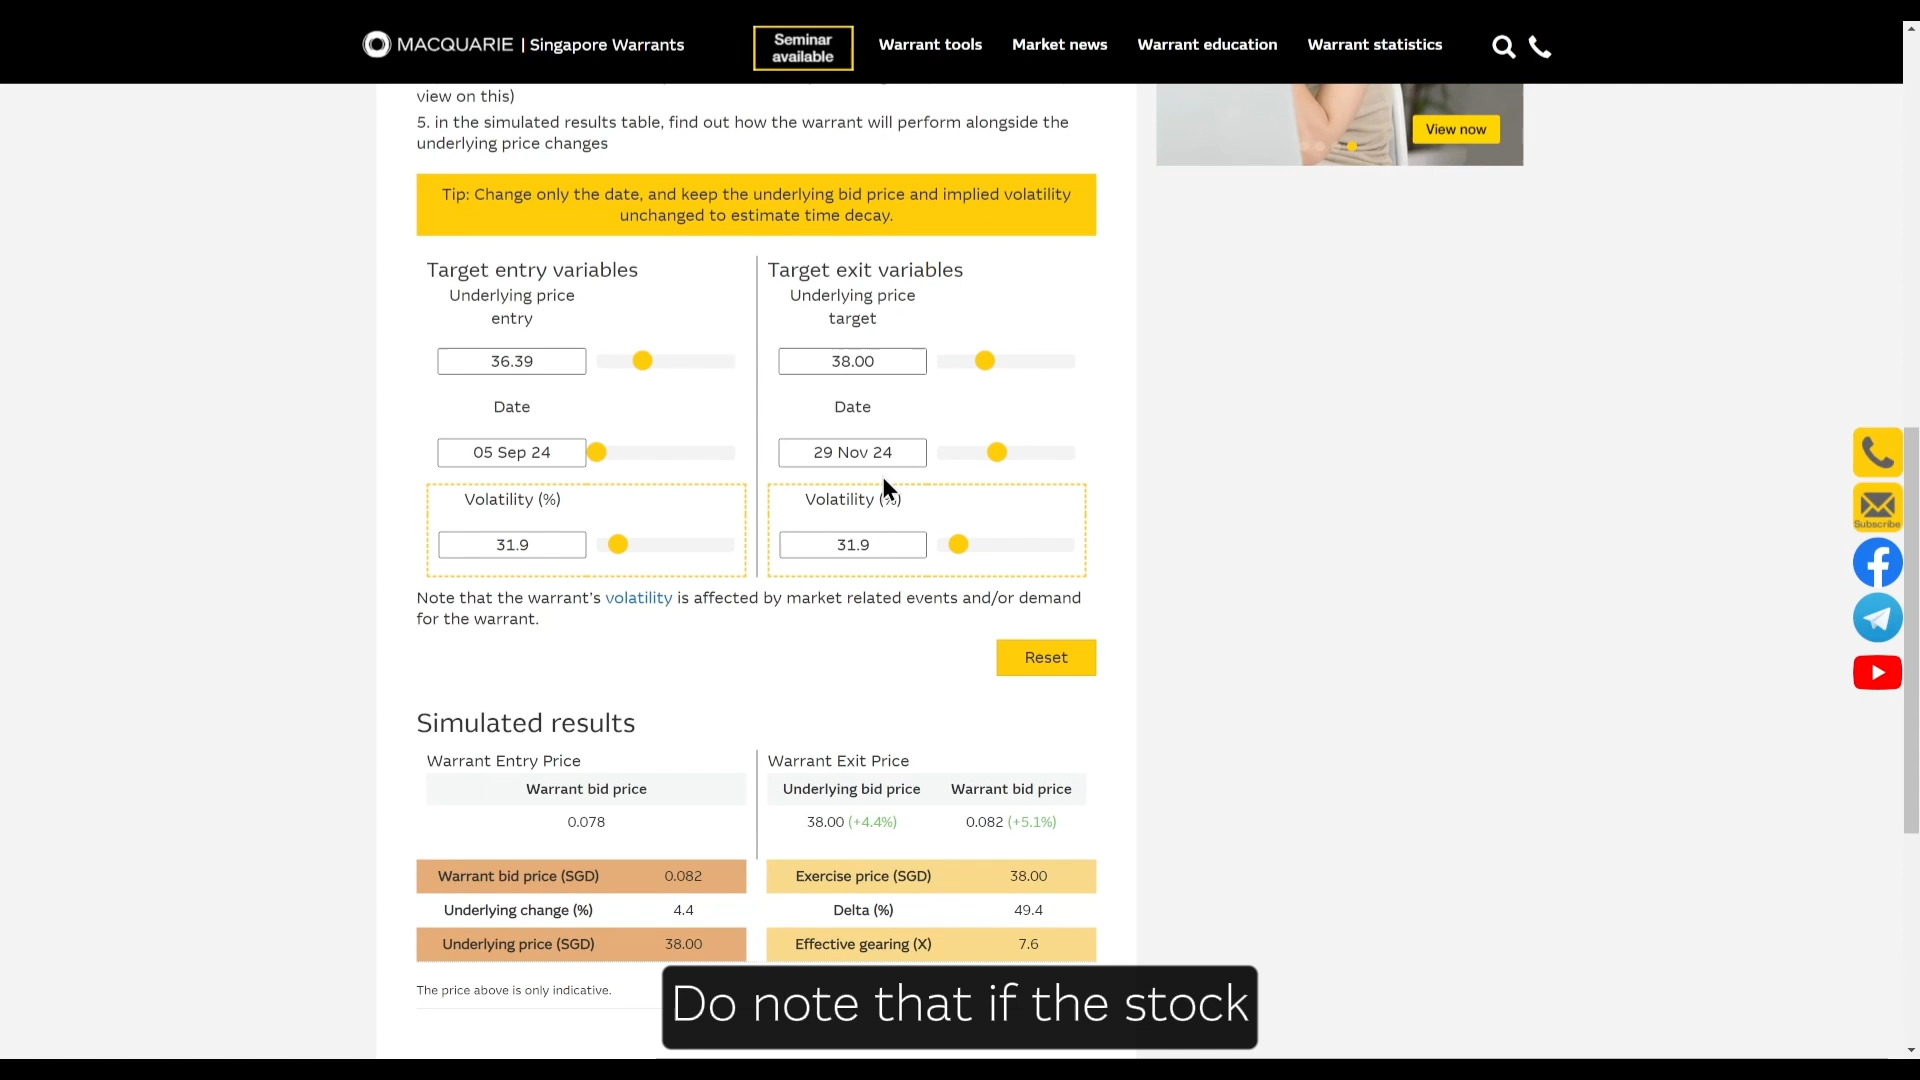 MACQUARIE | Singapore Warrants
Seminar
available
Warrant tools
Market news
Warrant education
Warrant statistics
view on this)
5. in the simulated results table, find out how the warrant will perform alongside the
underlying price changes
View now
Tip: Change only the date, and keep the underlying bid price and implied volatility
unchanged to estimate time decay.
Target entry variables
Underlying price
entry
36.39
Date
05 Sep 24
Volatility (%)
31.9
Target exit variables
Underlying price
target
38.00
Date
29 Nov 24
Volatility (%)
31.9
Note that the warrant's volatility is affected by market related events and/or demand
for the warrant.
Reset
Subscribe
Simulated results
Warrant Entry Price
Warrant bid price
0.078
Warrant Exit Price
Underlying bid price Warrant bid price
38.00 (+4.4%) 0.082 (+5.1%)
Warrant bid price (SGD) 0.082
Underlying change (%) 4.4
Underlying price (SGD) 38.00
Exercise price (SGD) 38.00
Delta (%) 49.4
Effective gearing (X) 7.6
The price above is only indicative.
Do note that if the stock